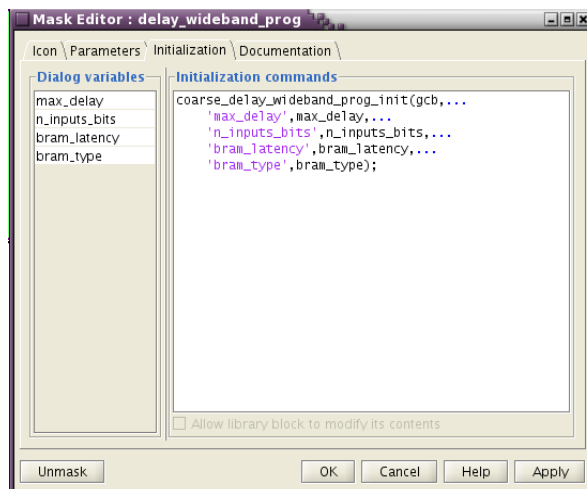 Mask Editor : delay_wideband_prog
Icon Parameters Initialization Documentation
Dialog variables
max_delay
n_inputs_bits
bram_latency
bram_type
Initialization commands
coarse_delay_wideband_prog_init(gcb,...
'max_delay',max_delay,...
'n_inputs_bits',n_inputs_bits,...
'bram_latency',bram_latency,...
'bram_type',bram_type);
Allow library block to modify its contents
Unmask OK Cancel Help Apply